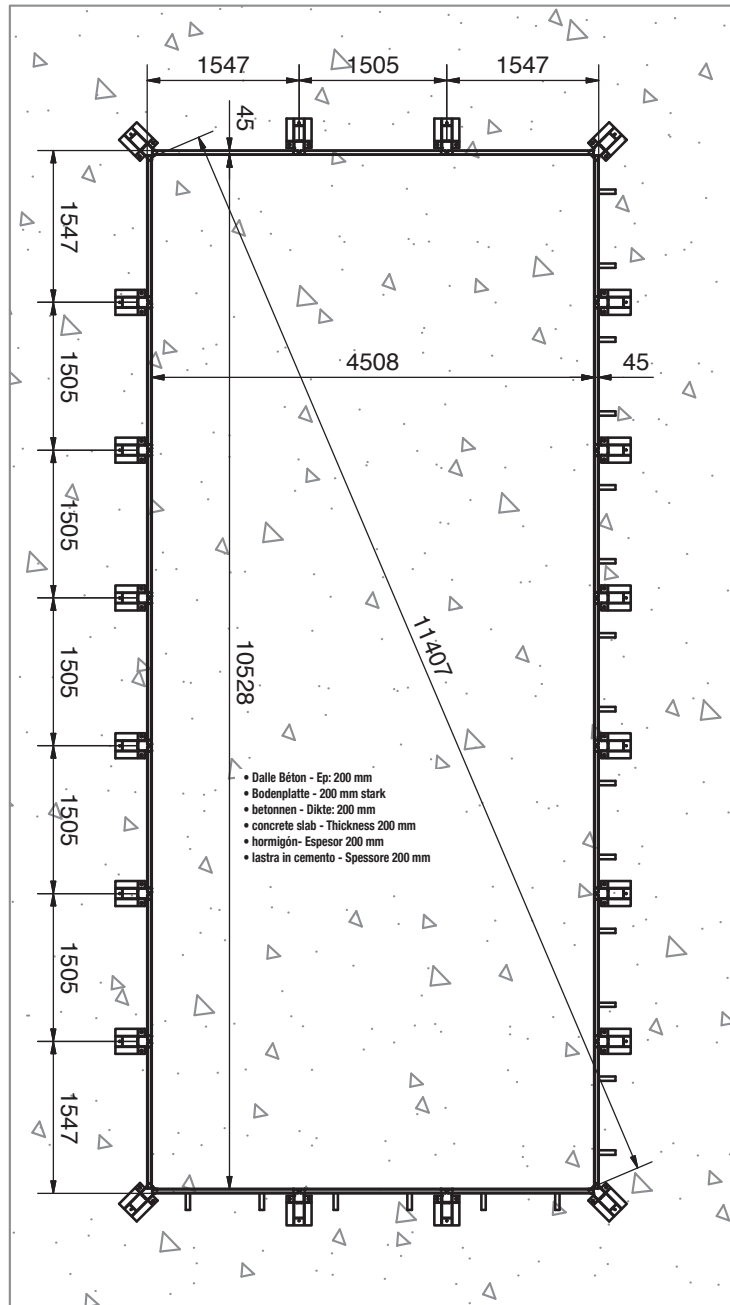 1547
1505
1547
45
1547
1505
4508
45
1505
1505
11407
10528
• Dalle Béton - Ep: 200 mm
• Bodenplatte - 200 mm stark
• betonnen - Dikte: 200 mm
• concrete slab - Thickness 200 mm
• hormigón- Espesor 200 mm
• lastra in cemento - Spessore 200 mm
1505
1505
1547